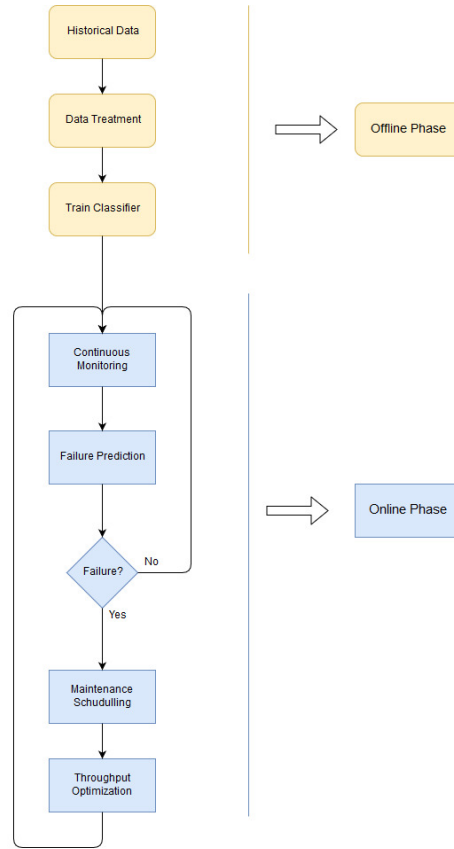 Historical Data
Data Treatment
Offline Phase
Train Classifier
Continuous
Monitoring
Failure Prediction
Online Phase
Failure?
No
Yes
Maintenance
Schudulling
Throughput
Optimization